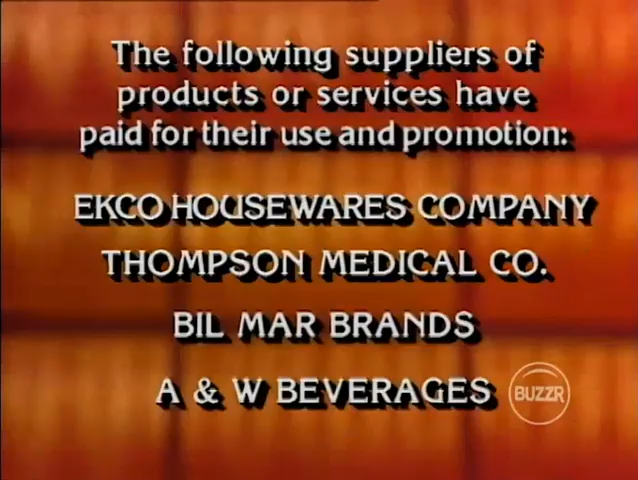 The following suppliers of
products or services have
paid for their use and promotion:
EKCO HOUSEWARES COMPANY
THOMPSON MEDICAL CO.
BIL MAR BRANDS
A & W BEVERAGES
BUZZR